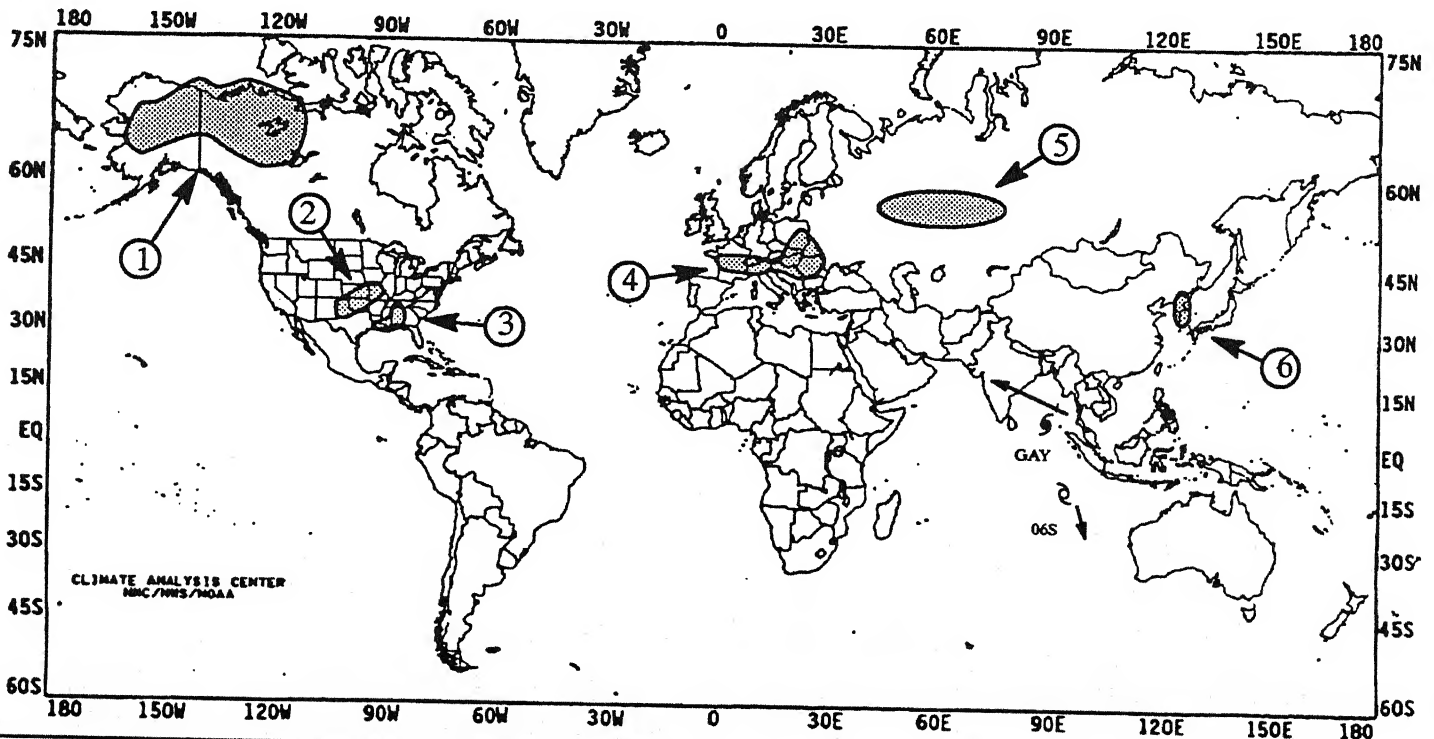 180 150W 120W 90W 60W 30W 0 30E 60E 90E 120E 150E 180
75N 75N
5
60N 60N
2
1
45N 4 45N
30N 3 30N
6
15N 15N
EQ GAY EQ
15S 15S
06S
30S 30S
CLIMATE ANALYSIS CENTER
NMC/NWS/NOAA
45S 45S
60S 60S
180 150W 120W 90W 60W 30W 0 30E 60E 90E 120E 150E 180